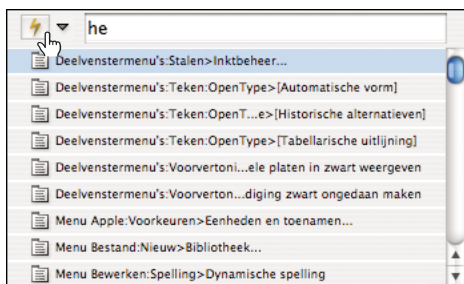 he
Deelvenstermenu's:Stalen>Inktbeheer...
Deelvenstermenu's:Teken:OpenType>[Automatische vorm]
Deelvenstermenu's:Teken:OpenT...e>[Historische alternatieven]
Deelvenstermenu's:Teken:OpenType>[Tabellarische uitlijning]
Deelvenstermenu's:Voorvertoni...ele platen in zwart weergeven
Deelvenstermenu's:Voorverton...diging zwart ongedaan maken
Menu Apple:Voorkeuren>Eenheden en toenamen...
Menu Bestand:Nieuw>Bibliotheek...
Menu Bewerken:Spelling>Dynamische spelling